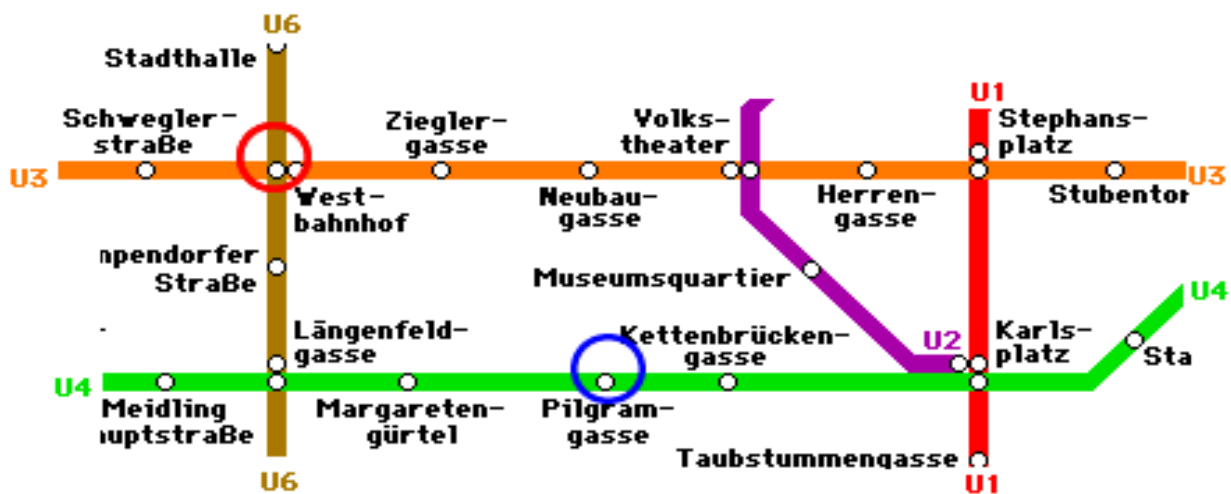 U6
Stadthalle
U1
Schwegler-
straße
Ziegler-
gasse
Volks-
theater
Stephans-
platz
U3
U3
West-
bahnhof
Neubau-
gasse
Herren-
gasse
Stubentor
npendorfer
Straße
Museumsquartier
U4
Längenfeld-
gasse
Kettenbrücken-
gasse
U2
Karls-
platz
Sta
U4
Meidling
auptstraße
Margareten-
gürtel
Pilgram-
gasse
Taubstummengasse
U6
U1